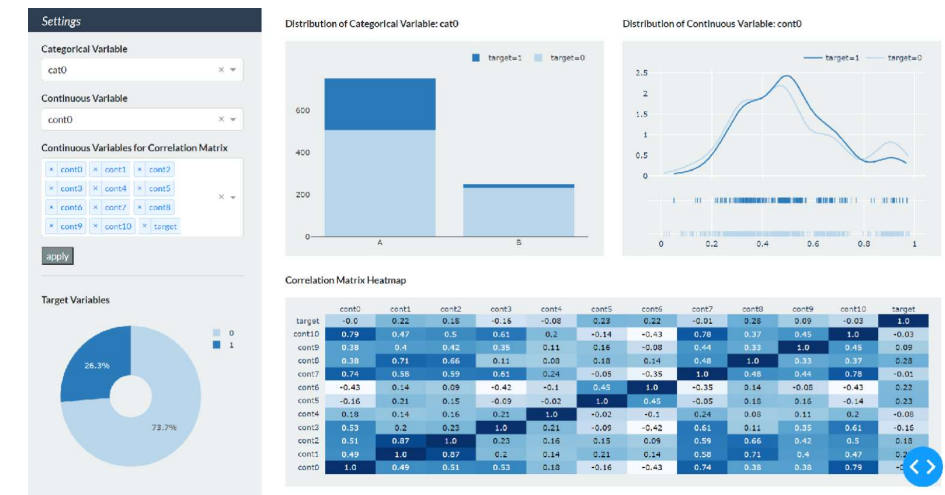 Settings
Categorical Variable
cat0
Continuous Variable
cont0
Continuous Variables for Correlation Matrix
× cont0 × cont1 × cont2
× cont3 × cont4 × cont5
× cont6 × cont7 × cont8
× cont9 × cont10 × target
apply
Target Variables
0
1
26.3%
73.7%
Distribution of Categorical Variable: cat0
target=1 target=0
600
400
200
0
A B
Distribution of Continuous Variable: cont0
target=1 target=0
2.5
2
1.5
1
0.5
0
0 0.2 0.4 0.6 0.8 1
Correlation Matrix Heatmap
cont0 cont1 cont2 cont3 cont4 cont5 cont6 cont7 cont8 cont9 cont10 target
target -0.0 0.22 0.18 -0.16 -0.08 0.23 0.22 -0.01 0.28 0.09 -0.03 1.0
cont10 0.79 0.47 0.5 0.61 0.2 -0.14 -0.43 0.78 0.37 0.45 1.0 -0.03
cont9 0.38 0.4 0.42 0.35 0.11 0.16 -0.08 0.44 0.33 1.0 0.45 0.09
cont8 0.38 0.71 0.66 0.11 0.08 0.18 0.14 0.48 1.0 0.33 0.37 0.28
cont7 0.74 0.58 0.59 0.61 0.24 -0.05 -0.35 1.0 0.48 0.44 0.78 -0.01
cont6 -0.43 0.14 0.09 -0.42 -0.1 0.45 1.0 -0.35 0.14 -0.08 -0.43 0.22
cont5 -0.16 0.21 0.15 -0.09 -0.02 1.0 0.45 -0.05 0.18 0.16 -0.14 0.23
cont4 0.18 0.14 0.16 0.21 1.0 -0.02 -0.1 0.24 0.08 0.11 0.2 -0.08
cont3 0.53 0.2 0.23 1.0 0.21 -0.09 -0.42 0.61 0.11 0.35 0.61 -0.16
cont2 0.51 0.87 1.0 0.23 0.16 0.15 0.09 0.59 0.66 0.42 0.5 0.18
cont1 0.49 1.0 0.87 0.2 0.14 0.21 0.14 0.58 0.71 0.4 0.47
cont0 1.0 0.49 0.51 0.53 0.18 -0.16 -0.43 0.74 0.38 0.38 0.79